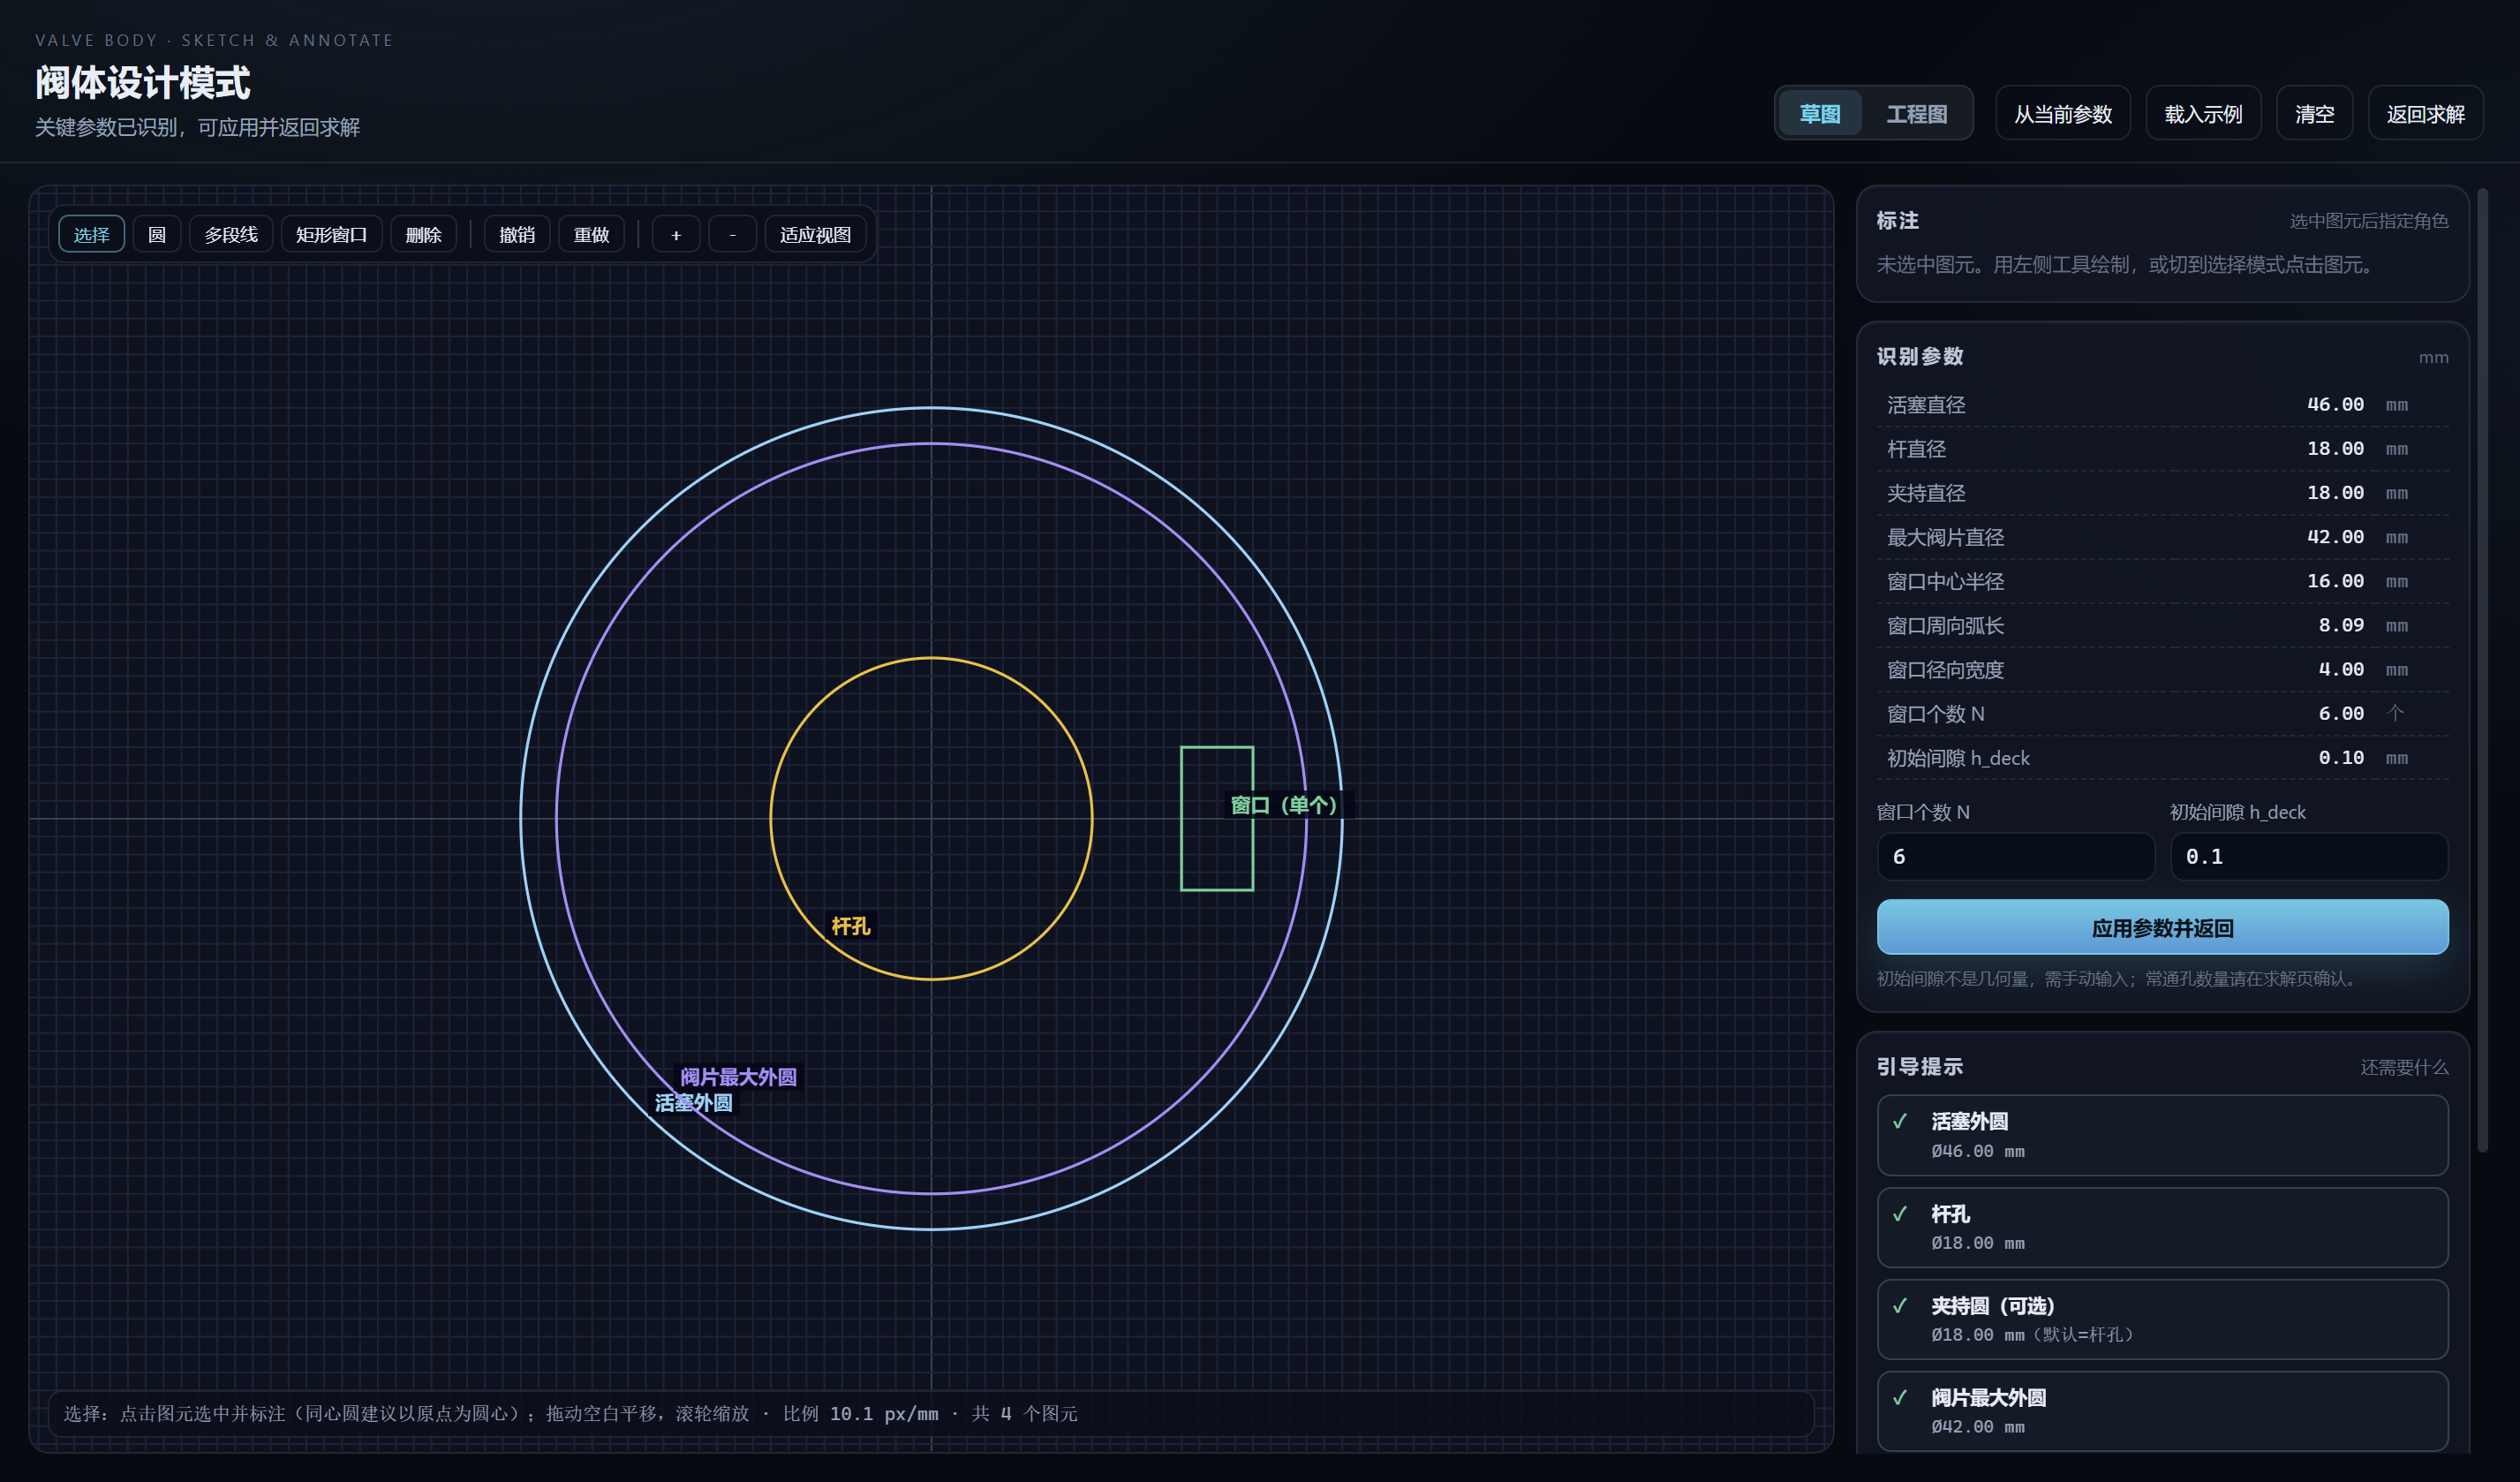 VALVE BODY · SKETCH & ANNOTATE
阀体设计模式
关键参数已识别，可应用并返回求解
草图 工程图 从当前参数 载入示例 清空 返回求解
选择 圆 多段线 矩形窗口 删除 撤销 重做 + - 适应视图
窗口（单个）
杆孔
阀片最大外圆
活塞外圆
选择：点击图元选中并标注（同心圆建议以原点为圆心）；拖动空白平移，滚轮缩放 · 比例 10.1 px/mm · 共 4 个图元
标注 选中图元后指定角色
未选中图元。用左侧工具绘制，或切到选择模式点击图元。
识别参数 mm
活塞直径 46.00 mm
杆直径 18.00 mm
夹持直径 18.00 mm
最大阀片直径 42.00 mm
窗口中心半径 16.00 mm
窗口周向弧长 8.09 mm
窗口径向宽度 4.00 mm
窗口个数 N 6.00 个
初始间隙 h_deck 0.10 mm
窗口个数 N 初始间隙 h_deck
6 0.1
应用参数并返回
初始间隙不是几何量，需手动输入；常通孔数量请在求解页确认。
引导提示 还需要什么
✓ 活塞外圆
Ø46.00 mm
✓ 杆孔
Ø18.00 mm
✓ 夹持圆（可选）
Ø18.00 mm（默认=杆孔）
✓ 阀片最大外圆
Ø42.00 mm